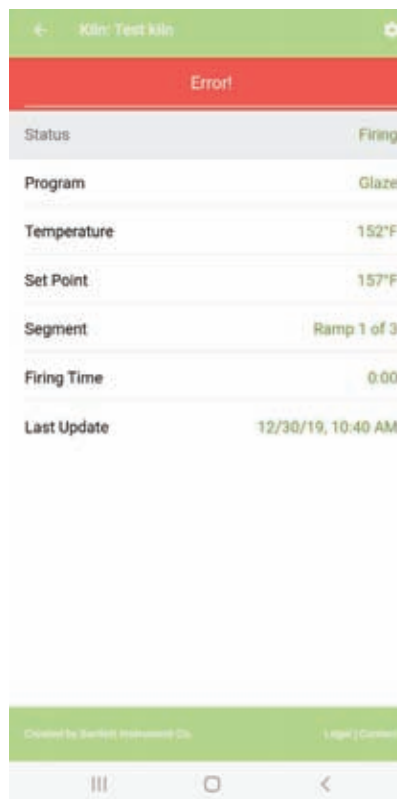 Kiln: Test kiln
Error!
Status Firing
Program Glaze
Temperature 152°F
Set Point 157°F
Segment Ramp 1 of 3
Firing Time 0:00
Last Update 12/30/19, 10:40 AM
Created by Bartlett Instrument Co. Legal | Contact